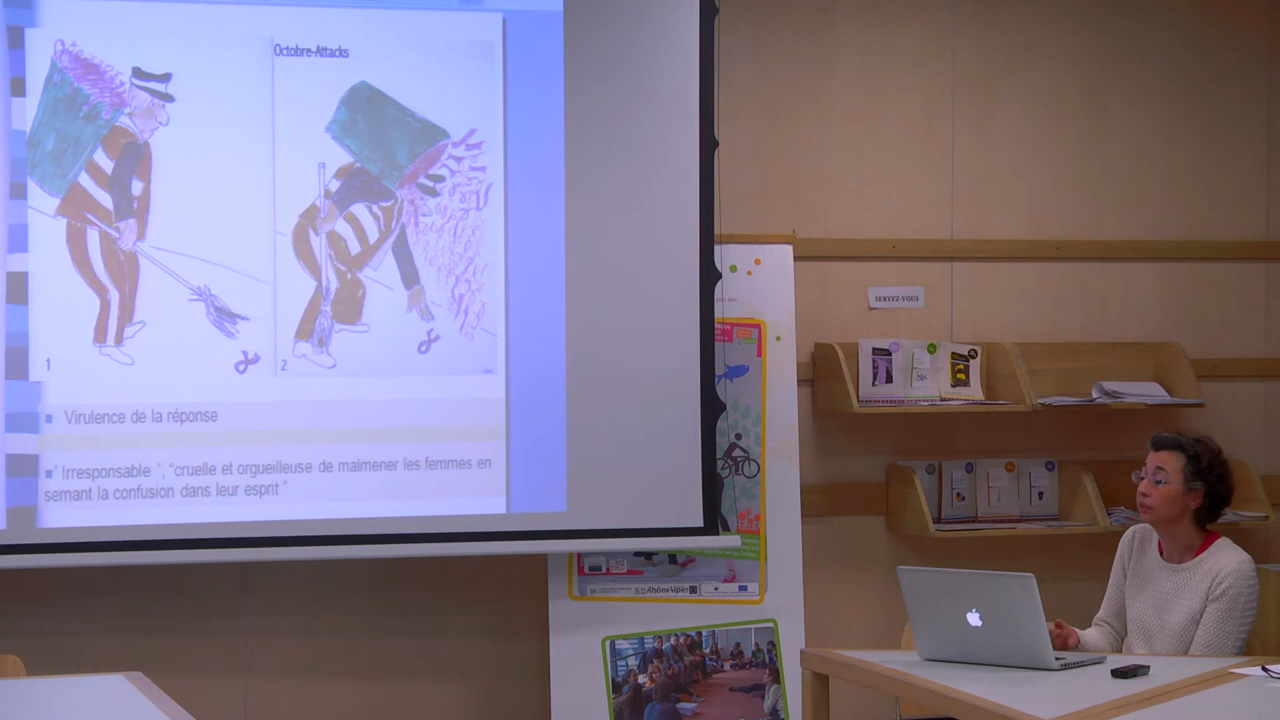 Octobre-Attacks
1
2
Virulence de la réponse
" Irresponsable ", "cruelle et orgueilleuse de malmener les femmes en
semant la confusion dans leur esprit "
SERVEZ-VOUS
RhôneAlpes